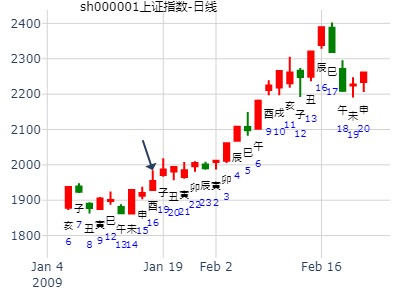 sh000001上证指数-日线
2400
2300
2200
2100
2000
1900
1800
亥 6
子 7
丑 8
寅 9
巳 12
午 13
未 14
申 15
酉 16
子 19
丑 20
寅 21
卯 22
辰 23
寅 2
卯 3
辰 4
巳 5
午 6
酉 9
戌 10
亥 11
子 12
丑 13
辰 16
巳 17
午 18
未 19
申 20
Jan 4 Jan 19 Feb 2 Feb 16
2009